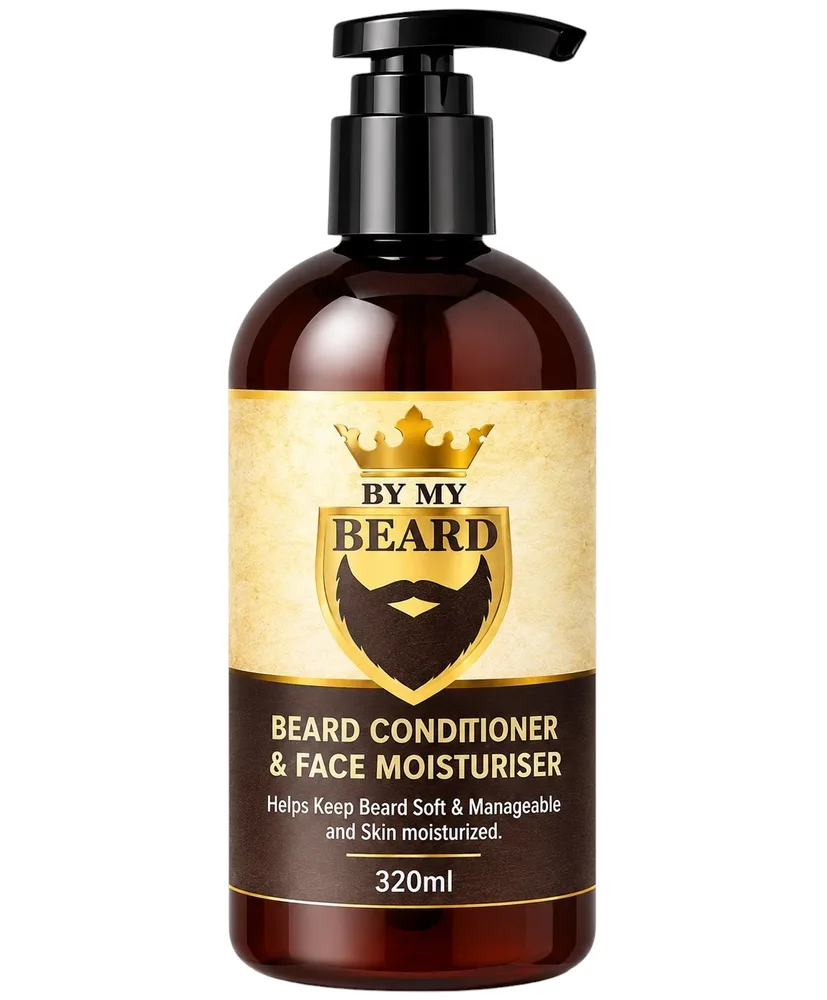 BY MY
BEARD
BEARD CONDITIONER
& FACE MOISTURISER
Helps Keep Beard Soft & Manageable
and Skin moisturized.
320ml